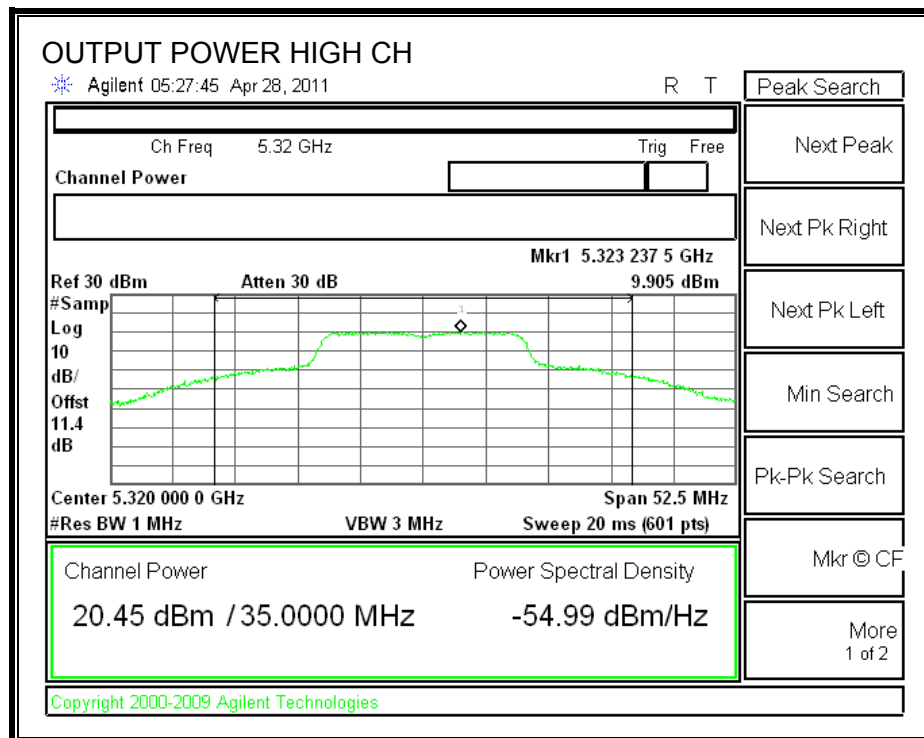 OUTPUT POWER HIGH CH
Agilent 05:27:45 Apr 28, 2011 R T
Peak Search
Ch Freq 5.32 GHz Trig Free
Channel Power
Mkr1 5.323 237 5 GHz
Ref 30 dBm Atten 30 dB 9.905 dBm
#Samp
Log
10
dB/
Offst
11.4
dB
1
Center 5.320 000 0 GHz Span 52.5 MHz
#Res BW 1 MHz VBW 3 MHz Sweep 20 ms (601 pts)
Channel Power Power Spectral Density
20.45 dBm / 35.0000 MHz -54.99 dBm/Hz
Copyright 2000-2009 Agilent Technologies
Next Peak
Next Pk Right
Next Pk Left
Min Search
Pk-Pk Search
Mkr © CF
More
1 of 2